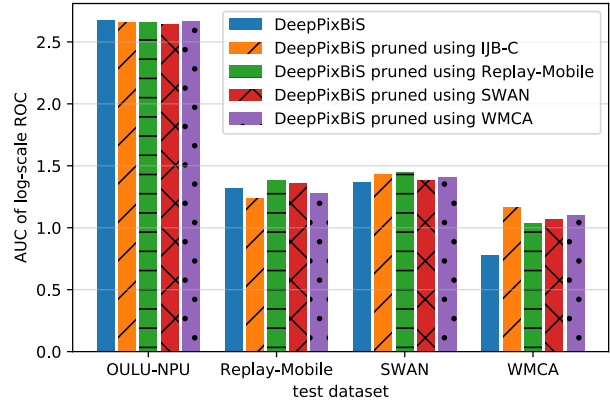 DeepPixBiS
DeepPixBiS pruned using IJB-C
DeepPixBiS pruned using Replay-Mobile
DeepPixBiS pruned using SWAN
DeepPixBiS pruned using WMCA
AUC of log-scale ROC
2.5
2.0
1.5
1.0
0.5
0.0
OULU-NPU Replay-Mobile SWAN WMCA
test dataset